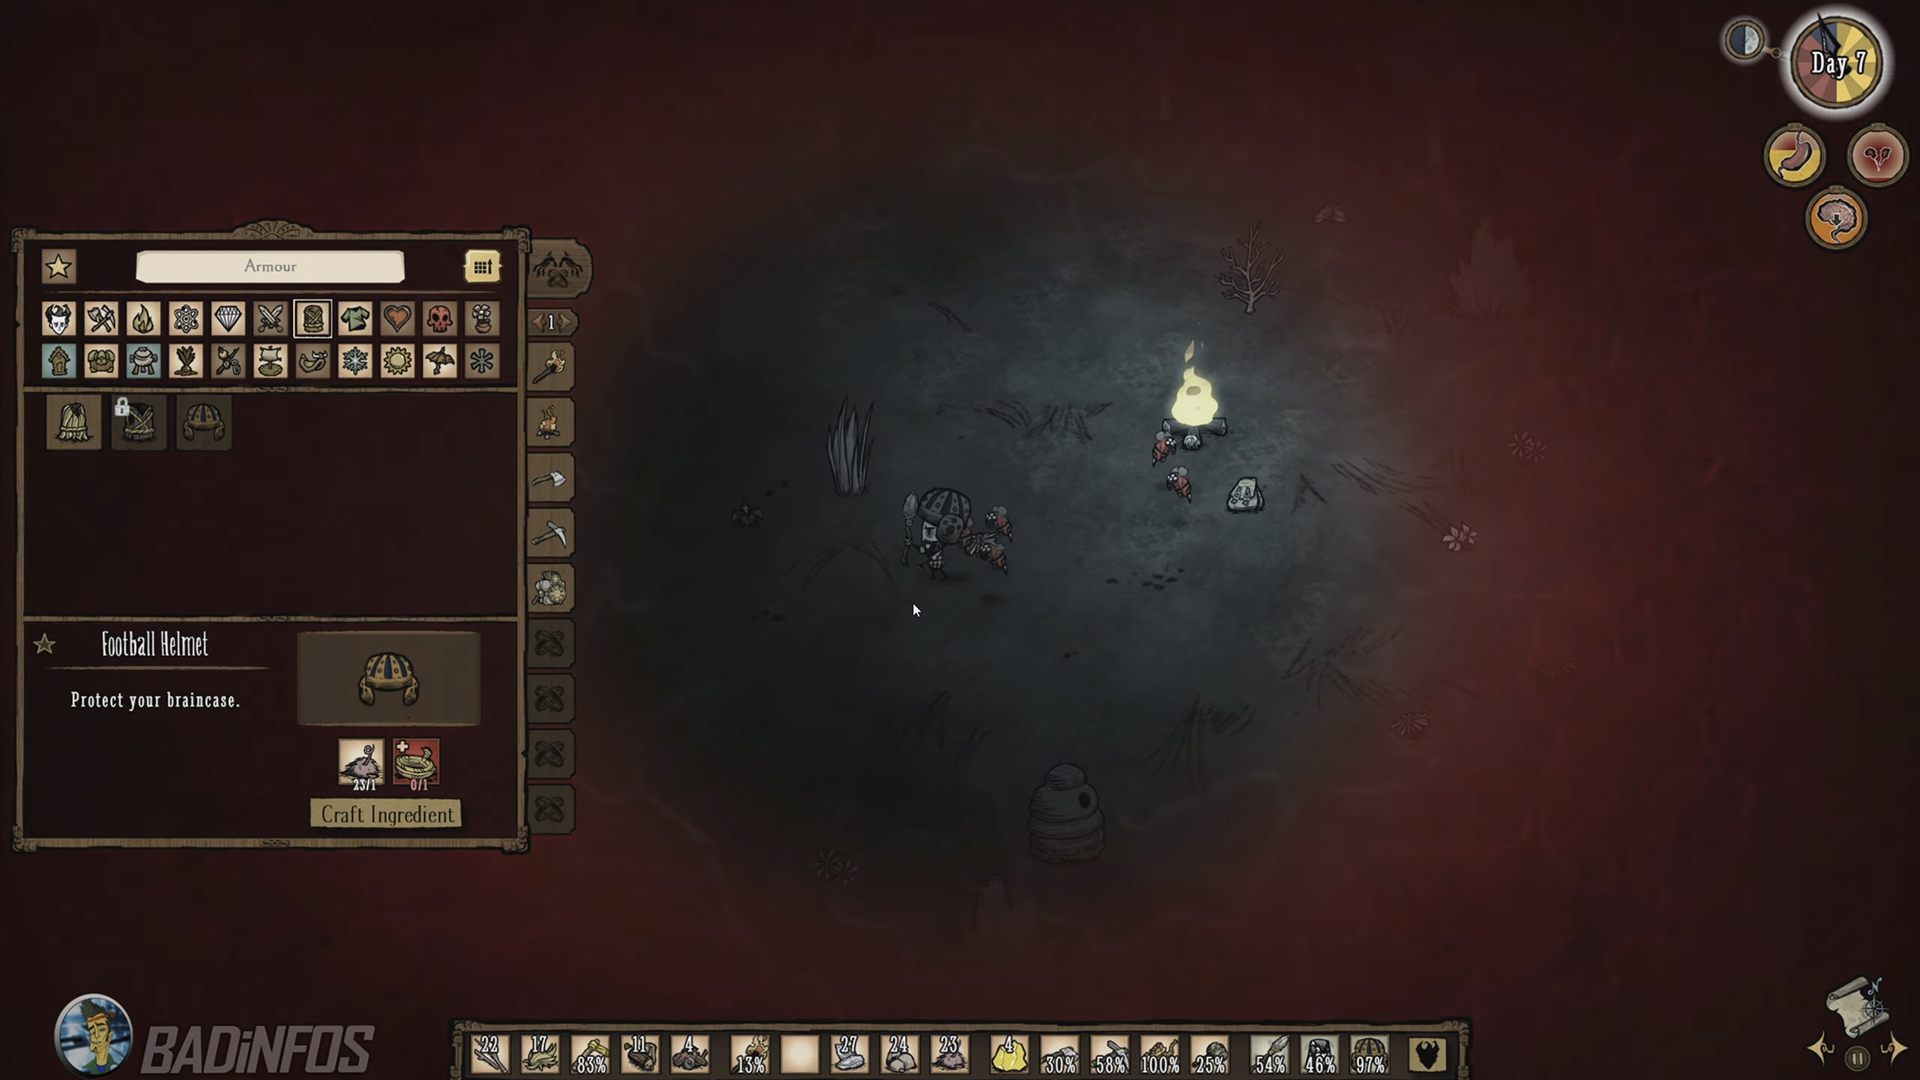 Day 7
Armour
1
Football Helmet
Protect your braincase.
23/1
0/1
Craft Ingredient
BADiNFOS
22
17
83%
11
4
13%
27
24
23
4
30%
58%
100%
25%
54%
46%
97%
N